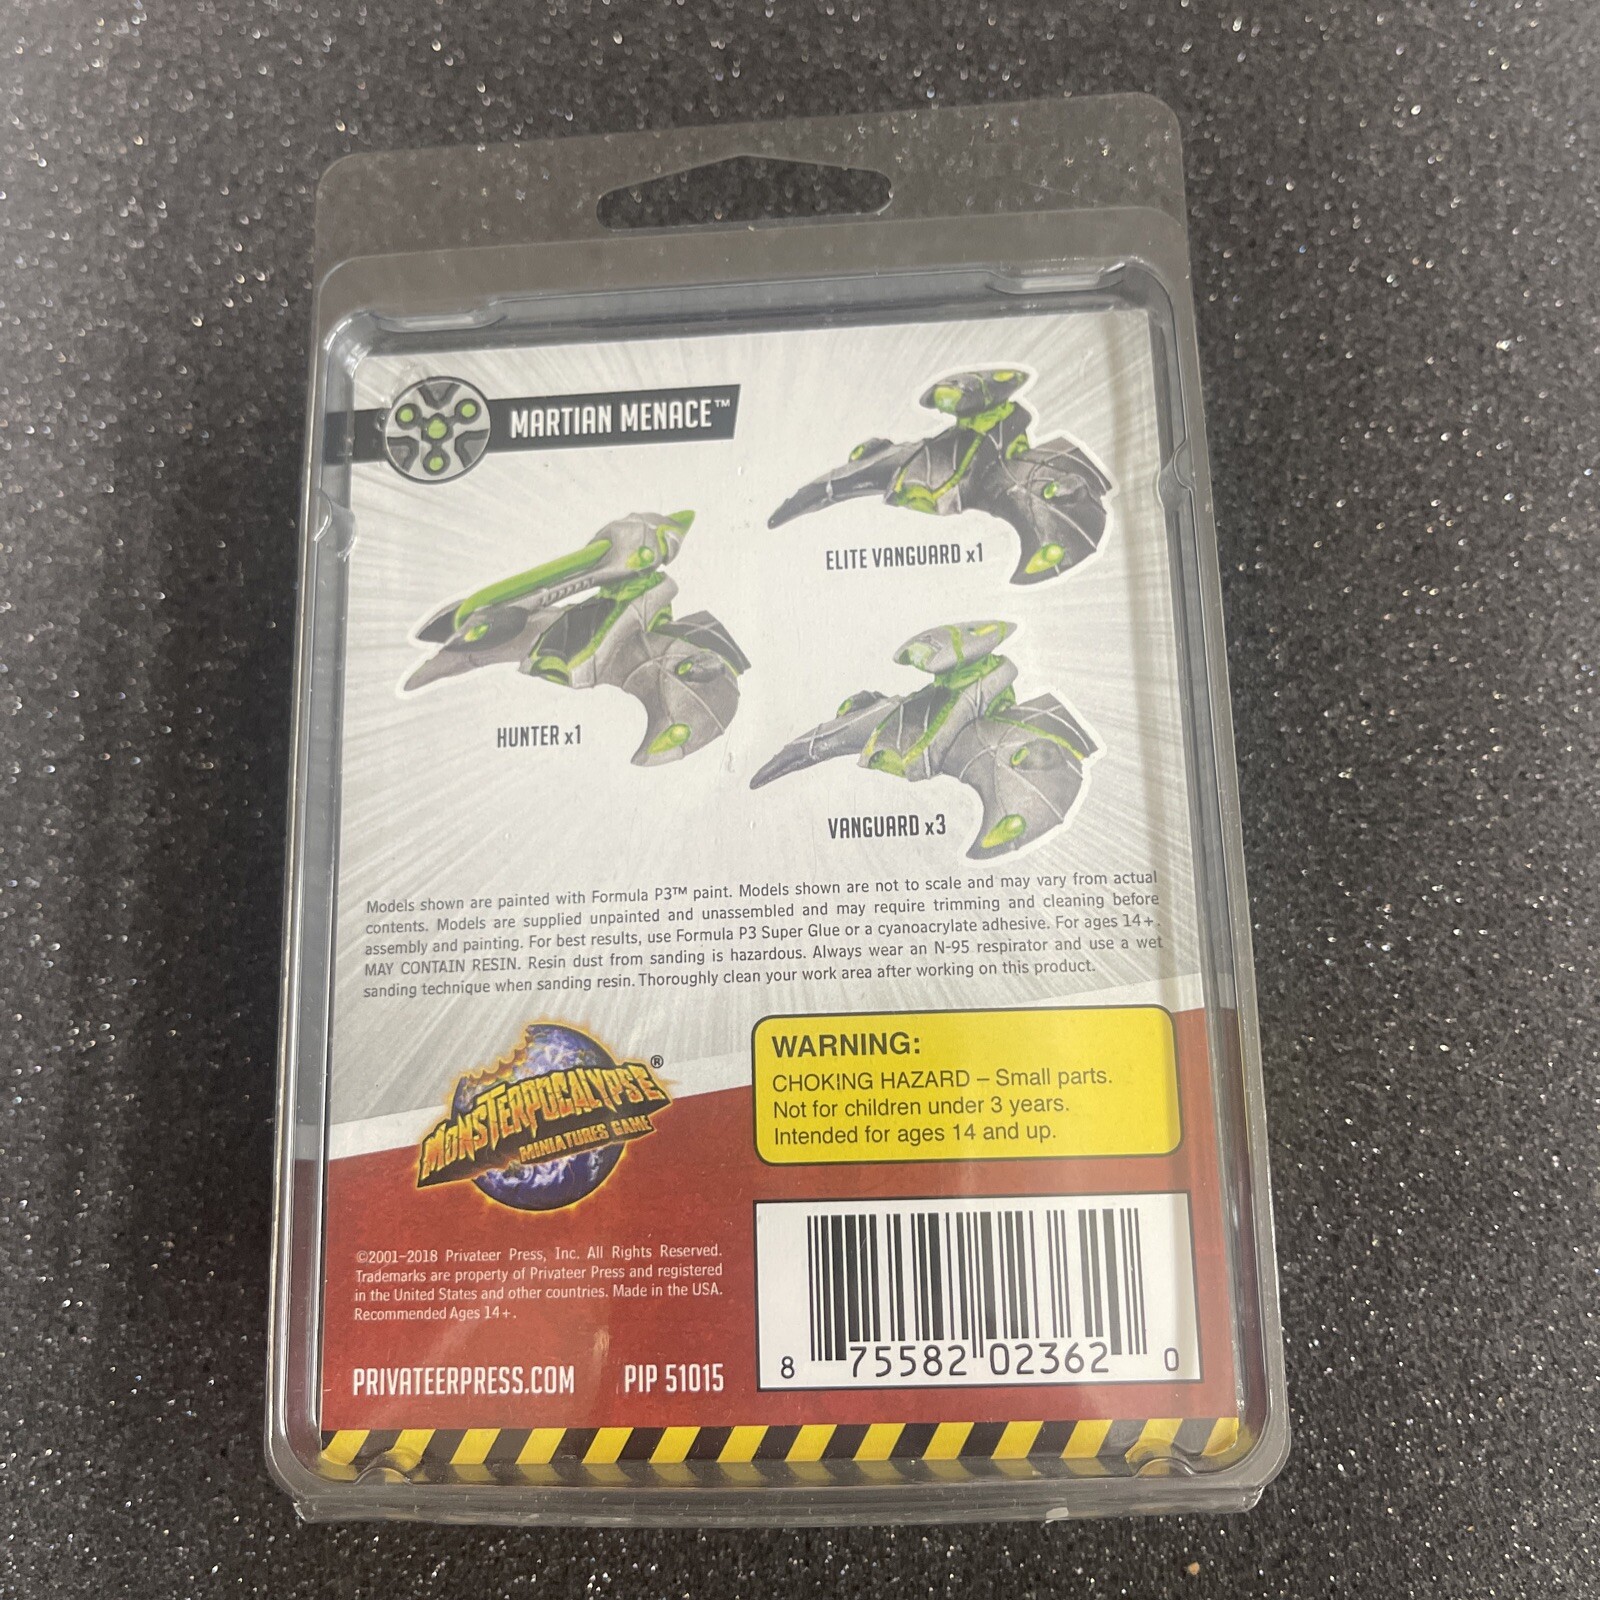 MARTIAN MENACE™
ELITE VANGUARD x1
HUNTER x1
VANGUARD x3
Models shown are painted with Formula P3™ paint. Models shown are not to scale and may vary from actual
contents. Models are supplied unpainted and unassembled and may require trimming and cleaning before
assembly and painting. For best results, use Formula P3 Super Glue or a cyanoacrylate adhesive. For ages 14+.
MAY CONTAIN RESIN. Resin dust from sanding is hazardous. Always wear an N-95 respirator and use a wet
sanding technique when sanding resin. Thoroughly clean your work area after working on this product.
MONSTERPOCALYPSE®
MINIATURES GAME
WARNING:
CHOKING HAZARD – Small parts.
Not for children under 3 years.
Intended for ages 14 and up.
©2001–2018 Privateer Press, Inc. All Rights Reserved.
Trademarks are property of Privateer Press and registered
in the United States and other countries. Made in the USA.
Recommended Ages 14+.
PRIVATEERPRESS.COM PIP 51015
8 75582 02362 0